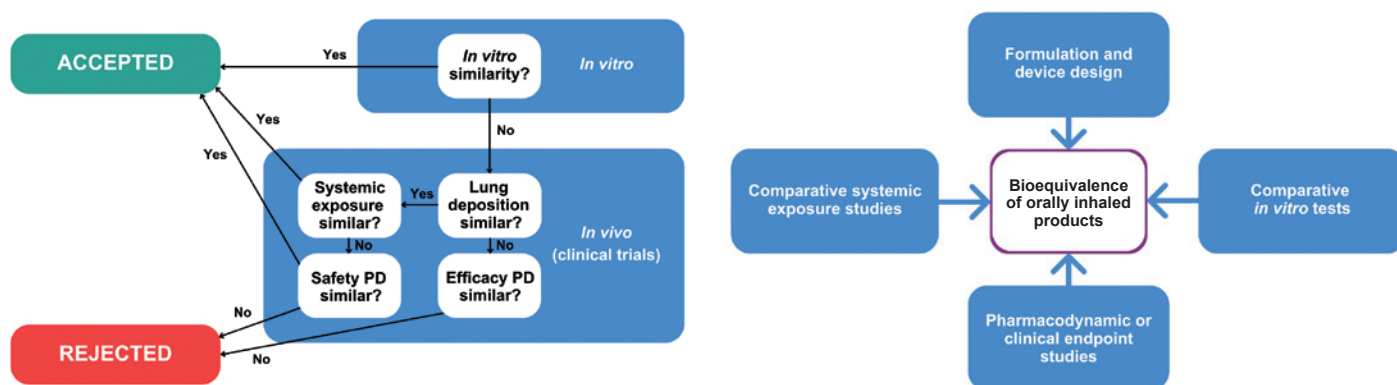 ACCEPTED
Yes
In vitro
similarity?
In vitro
Yes
No
Yes
Systemic
exposure
similar?
Yes
Lung
deposition
similar?
In vivo
(clinical trials)
No
No
Safety PD
similar?
Efficacy PD
similar?
No
REJECTED
No
Formulation and
device design
Comparative systemic
exposure studies
Bioequivalence
of orally inhaled
products
Comparative
in vitro tests
Pharmacodynamic or
clinical endpoint
studies